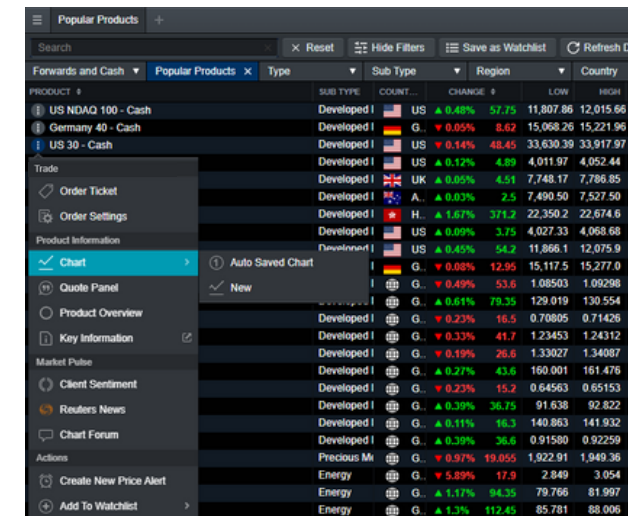 Popular Products
Search × Reset Hide Filters Save as Watchlist Refresh D
Forwards and Cash ▼ Popular Products × Type ▼ Sub Type ▼ Region ▼ Country
PRODUCT SUB TYPE COUNT... CHANGE LOW HIGH
US NDAQ 100 - Cash Developed I US ▲ 0.48% 57.75 11,807.86 12,015.66
Germany 40 - Cash Developed I G.. ▼ 0.05% 8.62 15,068.26 15,221.96
US 30 - Cash Developed I US ▼ 0.14% 48.45 33,630.39 33,917.97
Trade Developed I US ▲ 0.12% 4.89 4,011.97 4,052.44
Developed I UK ▲ 0.05% 4.51 7,748.17 7,786.85
Order Ticket Developed I A.. ▲ 0.03% 2.5 7,490.50 7,527.50
Order Settings Developed I H.. ▲ 1.67% 371.2 22,350.2 22,674.6
Developed I US ▲ 0.09% 3.75 4,027.33 4,068.68
Product Information Developed I US ▲ 0.45% 54.2 11,866.1 12,075.9
Chart > 1 Auto Saved Chart G.. ▼ 0.08% 12.95 15,117.5 15,277.0
Quote Panel New G.. ▼ 0.49% 53.6 1.08503 1.09298
G.. ▲ 0.61% 79.35 129.019 130.554
Product Overview Developed I G.. ▼ 0.23% 16.5 0.70805 0.71426
Key Information Developed I G.. ▼ 0.33% 41.7 1.23453 1.24312
Developed I G.. ▼ 0.19% 26.6 1.33027 1.34087
Market Pulse Developed I G.. ▲ 0.27% 43.6 160.001 161.476
Client Sentiment Developed I G.. ▼ 0.23% 15.2 0.64563 0.65153
Reuters News Developed I G.. ▲ 0.39% 36.75 91.638 92.822
Developed I G.. ▲ 0.11% 16.3 140.863 141.932
Chart Forum Developed I G.. ▲ 0.39% 36.6 0.91580 0.92259
Actions Precious Me G.. ▼ 0.97% 19.055 1,922.91 1,949.36
Create New Price Alert Energy G.. ▼ 5.89% 17.9 2.849 3.054
Energy G.. ▲ 1.17% 94.35 79.766 81.997
Add To Watchlist > Energy G.. ▲ 1.3% 112.45 85.781 88.006